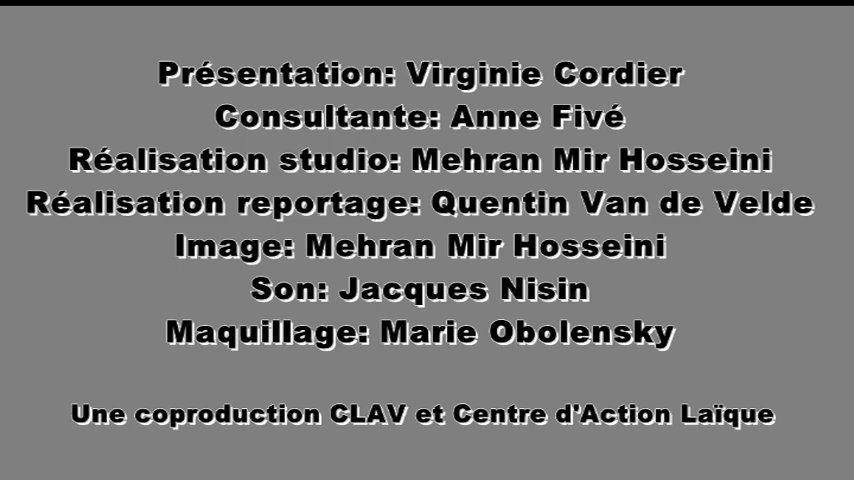 Présentation: Virginie Cordier
Consultante: Anne Fivé
Réalisation studio: Mehran Mir Hosseini
Réalisation reportage: Quentin Van de Velde
Image: Mehran Mir Hosseini
Son: Jacques Nisin
Maquillage: Marie Obolensky
Une coproduction CLAV et Centre d'Action Laïque